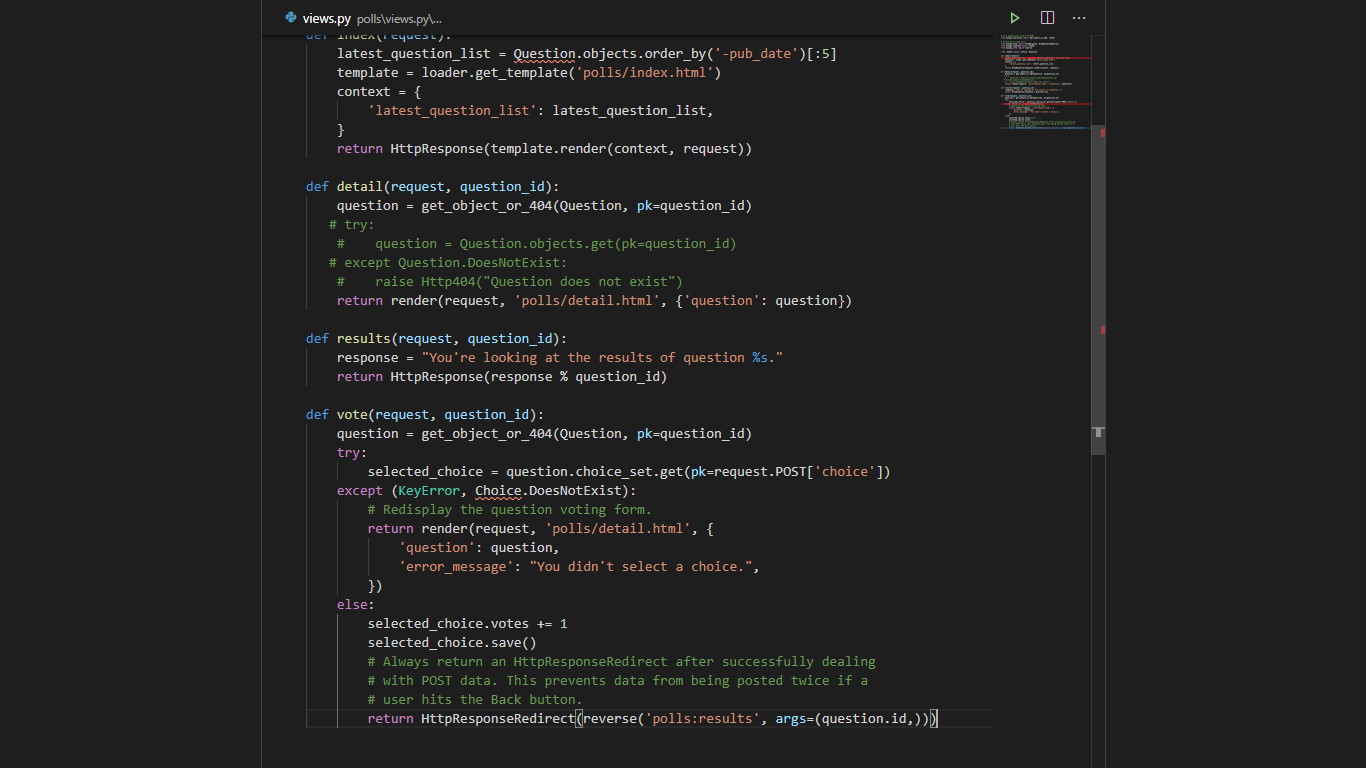 views.py polls\views.py\...
def index(request):
    latest_question_list = Question.objects.order_by('-pub_date')[:5]
    template = loader.get_template('polls/index.html')
    context = {
        'latest_question_list': latest_question_list,
    }
    return HttpResponse(template.render(context, request))
def detail(request, question_id):
    question = get_object_or_404(Question, pk=question_id)
   # try:
    #    question = Question.objects.get(pk=question_id)
   # except Question.DoesNotExist:
    #    raise Http404("Question does not exist")
    return render(request, 'polls/detail.html', {'question': question})
def results(request, question_id):
    response = "You're looking at the results of question %s."
    return HttpResponse(response % question_id)
def vote(request, question_id):
    question = get_object_or_404(Question, pk=question_id)
    try:
        selected_choice = question.choice_set.get(pk=request.POST['choice'])
    except (KeyError, Choice.DoesNotExist):
        # Redisplay the question voting form.
        return render(request, 'polls/detail.html', {
            'question': question,
            'error_message': "You didn't select a choice.",
        })
    else:
        selected_choice.votes += 1
        selected_choice.save()
        # Always return an HttpResponseRedirect after successfully dealing
        # with POST data. This prevents data from being posted twice if a
        # user hits the Back button.
        return HttpResponseRedirect(reverse('polls:results', args=(question.id,)))